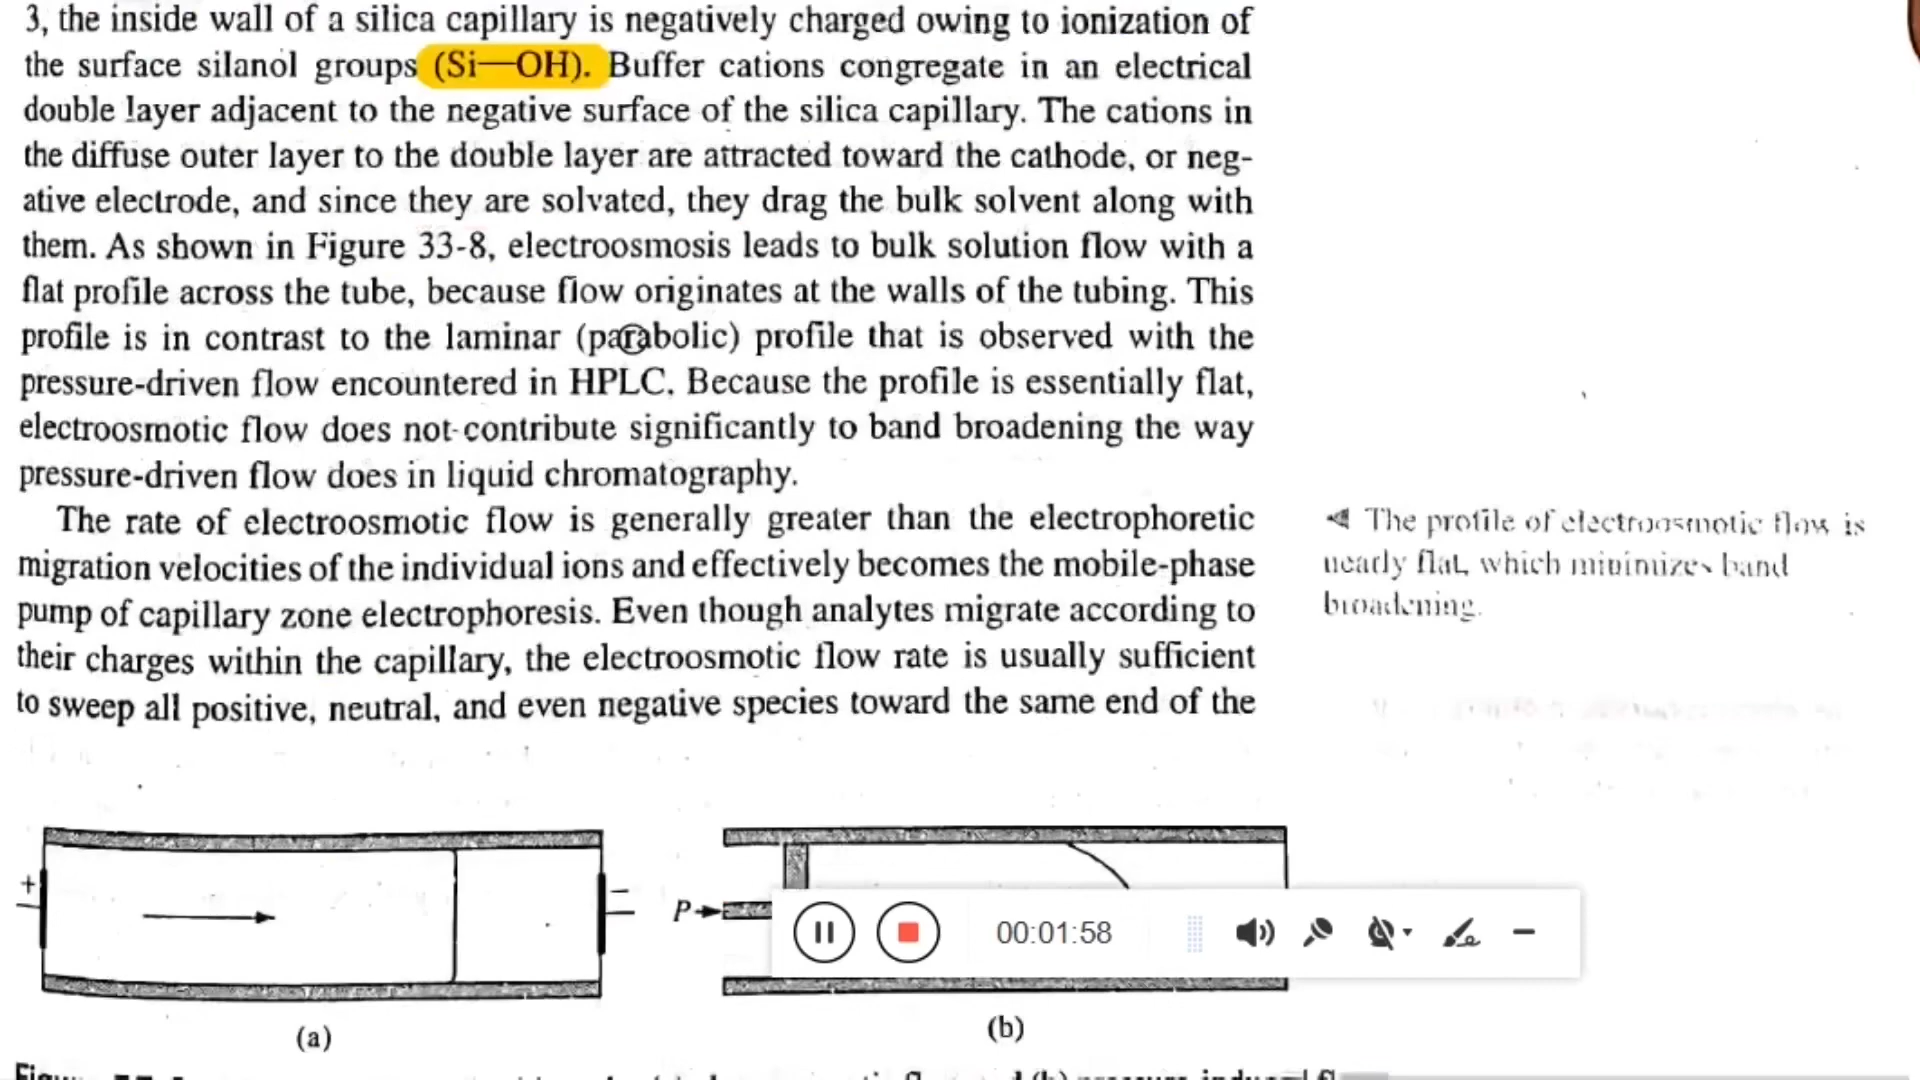 3, the inside wall of a silica capillary is negatively charged owing to ionization of
the surface silanol groups (Si—OH). Buffer cations congregate in an electrical
double layer adjacent to the negative surface of the silica capillary. The cations in
the diffuse outer layer to the double layer are attracted toward the cathode, or neg-
ative electrode, and since they are solvated, they drag the bulk solvent along with
them. As shown in Figure 33-8, electroosmosis leads to bulk solution flow with a
flat profile across the tube, because flow originates at the walls of the tubing. This
profile is in contrast to the laminar (parabolic) profile that is observed with the
pressure-driven flow encountered in HPLC. Because the profile is essentially flat,
electroosmotic flow does not contribute significantly to band broadening the way
pressure-driven flow does in liquid chromatography.
The rate of electroosmotic flow is generally greater than the electrophoretic
migration velocities of the individual ions and effectively becomes the mobile-phase
pump of capillary zone electrophoresis. Even though analytes migrate according to
their charges within the capillary, the electroosmotic flow rate is usually sufficient
to sweep all positive, neutral, and even negative species toward the same end of the
◄ The profile of electroosmotic flow is
nearly flat, which minimizes band
broadening.
+
−
P
00:01:58
(a)
(b)